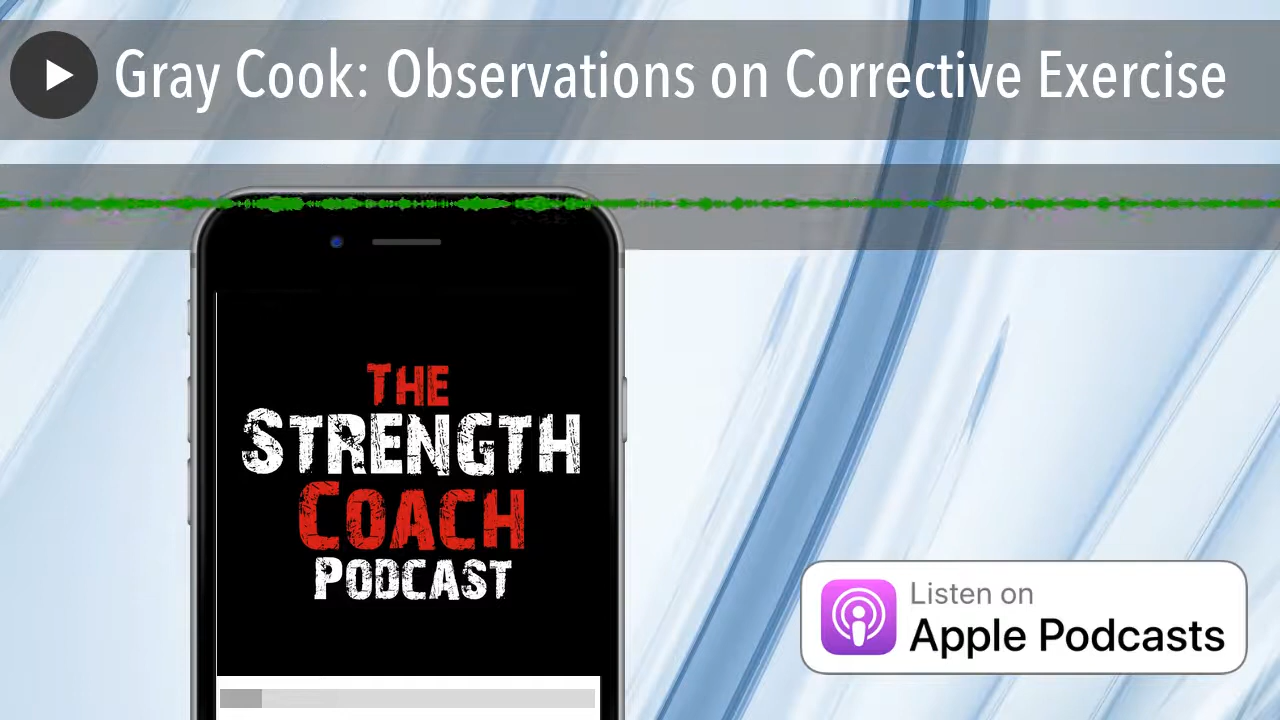 Gray Cook: Observations on Corrective Exercise
THE
STRENGTH
COACH
PODCAST
Listen on
Apple Podcasts